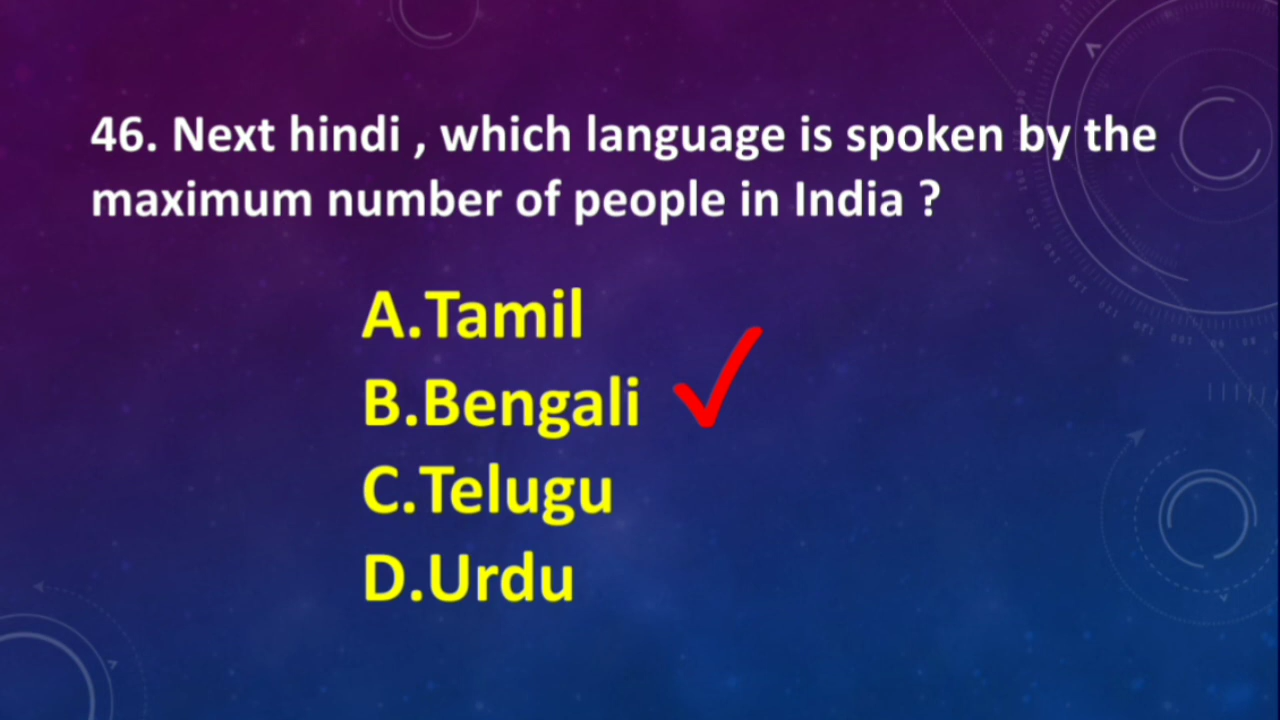 46. Next hindi , which language is spoken by the
maximum number of people in India ?
A.Tamil
B.Bengali
C.Telugu
D.Urdu